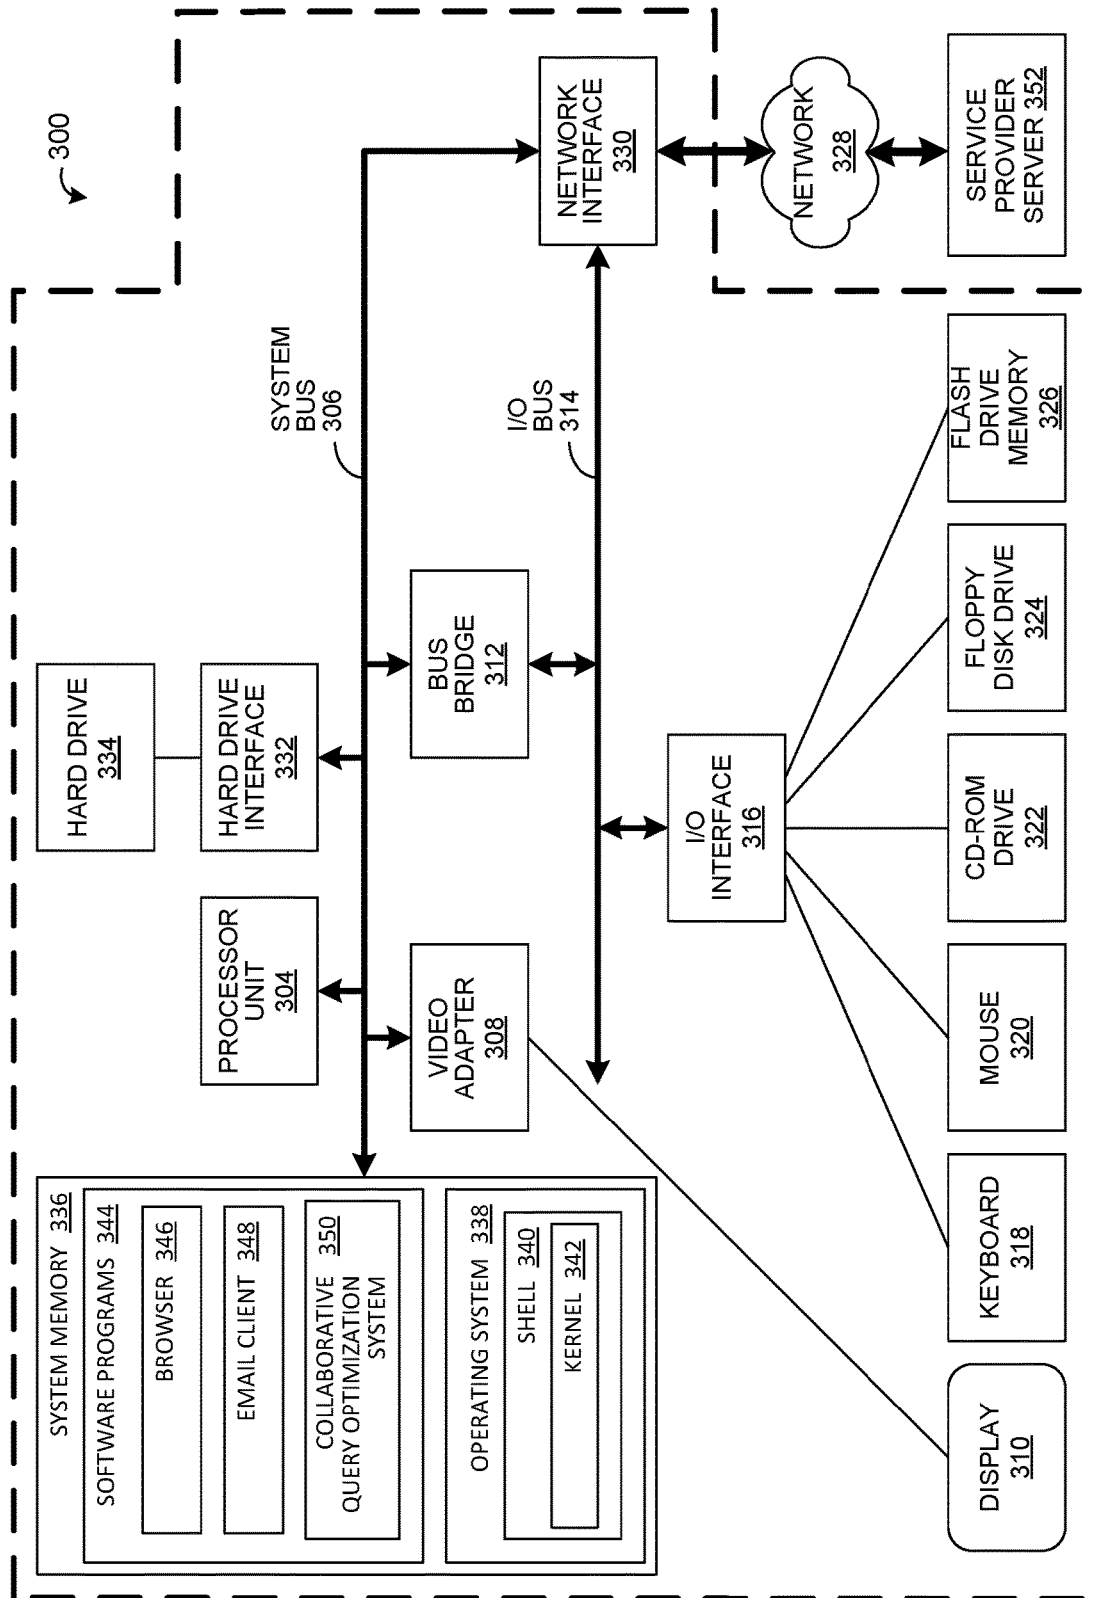 300
SYSTEM MEMORY 336
SOFTWARE PROGRAMS 344
BROWSER 346
EMAIL CLIENT 348
COLLABORATIVE 350
QUERY OPTIMIZATION
SYSTEM
OPERATING SYSTEM 338
SHELL 340
KERNEL 342
PROCESSOR
UNIT
304
HARD DRIVE
334
HARD DRIVE
INTERFACE
332
SYSTEM
BUS
306
VIDEO
ADAPTER
308
BUS
BRIDGE
312
I/O
BUS
314
NETWORK
INTERFACE
330
I/O
INTERFACE
316
NETWORK
328
DISPLAY
310
KEYBOARD
318
MOUSE
320
CD-ROM
DRIVE
322
FLOPPY
DISK DRIVE
324
FLASH
DRIVE
MEMORY
326
SERVICE
PROVIDER
SERVER 352